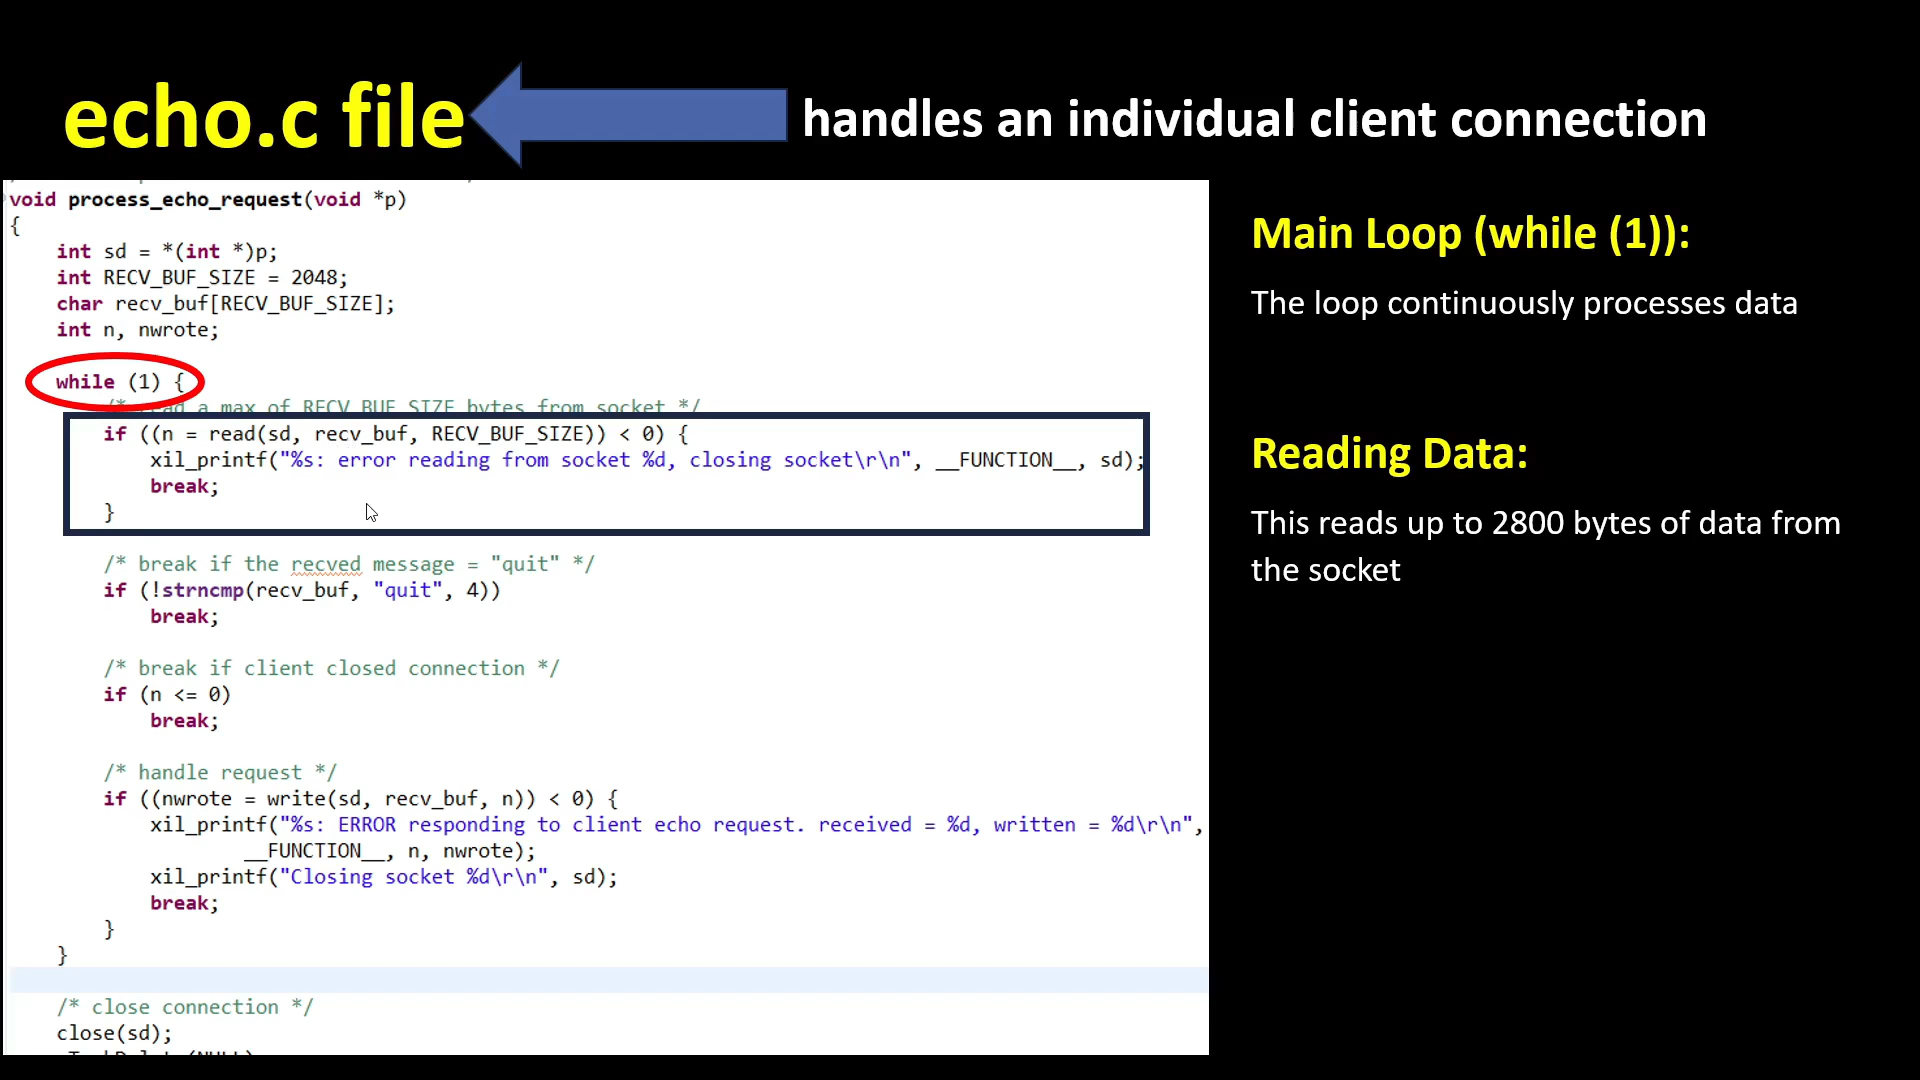 echo.c file
handles an individual client connection
void process_echo_request(void *p)
{
    int sd = *(int *)p;
    int RECV_BUF_SIZE = 2048;
    char recv_buf[RECV_BUF_SIZE];
    int n, nwrote;
    while (1) {
        /* read a max of RECV_BUF_SIZE bytes from socket */
        if ((n = read(sd, recv_buf, RECV_BUF_SIZE)) < 0) {
            xil_printf("%s: error reading from socket %d, closing socket\r\n", __FUNCTION__, sd);
            break;
        }
        /* break if the recved message = "quit" */
        if (!strncmp(recv_buf, "quit", 4))
            break;
        /* break if client closed connection */
        if (n <= 0)
            break;
        /* handle request */
        if ((nwrote = write(sd, recv_buf, n)) < 0) {
            xil_printf("%s: ERROR responding to client echo request. received = %d, written = %d\r\n",
                    __FUNCTION__, n, nwrote);
            xil_printf("Closing socket %d\r\n", sd);
            break;
        }
    }
    /* close connection */
    close(sd);
Main Loop (while (1)):
The loop continuously processes data
Reading Data:
This reads up to 2800 bytes of data from
the socket